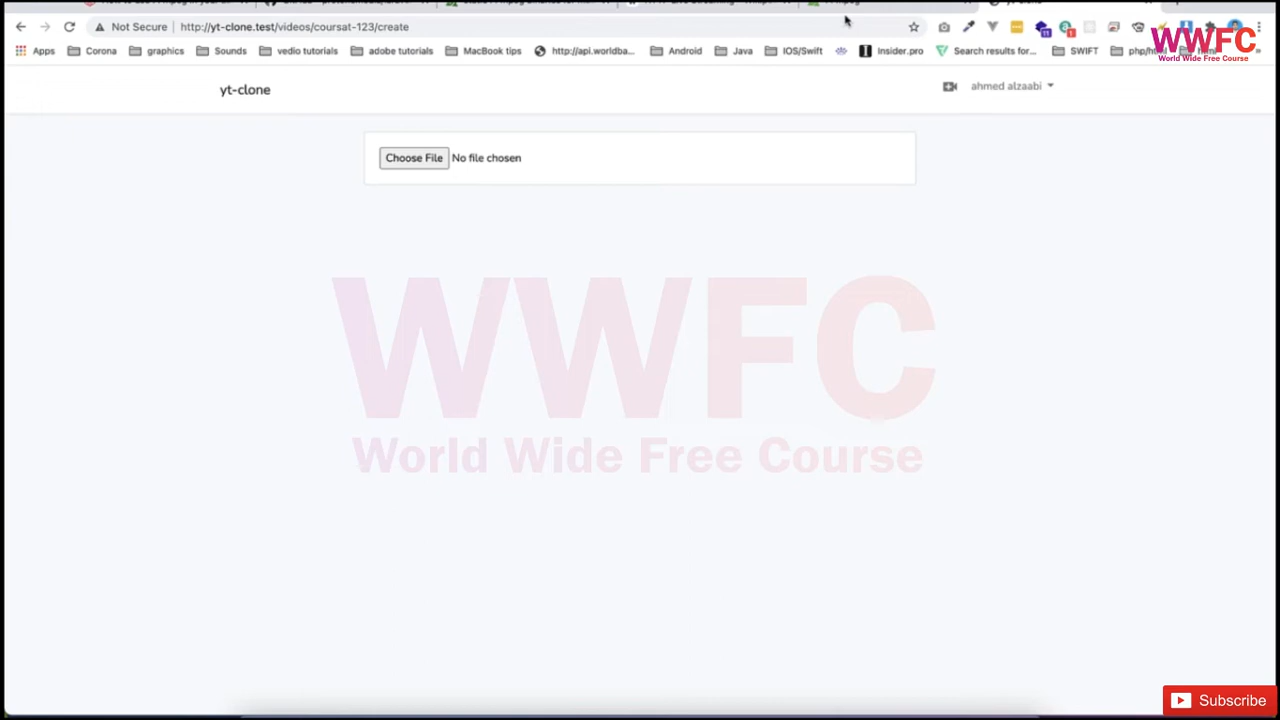 Not Secure http://yt-clone.test/videos/coursat-123/create
Apps Corona graphics Sounds vedio tutorials adobe tutorials MacBook tips http://api.worldba... Android Java IOS/Swift Insider.pro Search results for... SWIFT
WWFC
World Wide Free Course
yt-clone ahmed alzaabi
Choose File No file chosen
WWFC
World Wide Free Course
Subscribe